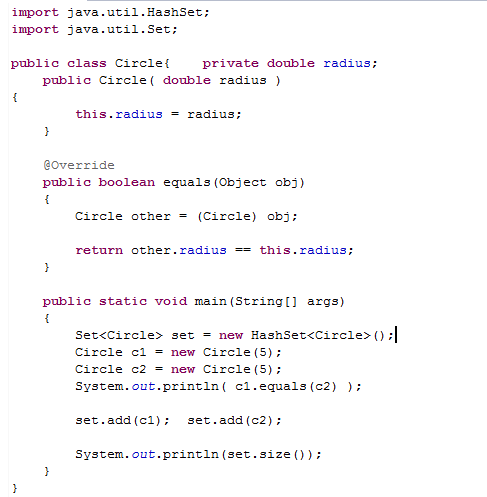 import java.util.HashSet;
import java.util.Set;
public class Circle{    private double radius;
    public Circle( double radius )
{
        this.radius = radius;
    }
    @Override
    public boolean equals(Object obj)
    {
        Circle other = (Circle) obj;
        return other.radius == this.radius;
    }
    public static void main(String[] args)
    {
        Set<Circle> set = new HashSet<Circle>();
        Circle c1 = new Circle(5);
        Circle c2 = new Circle(5);
        System.out.println( c1.equals(c2) );
        set.add(c1);  set.add(c2);
        System.out.println(set.size());
    }
}